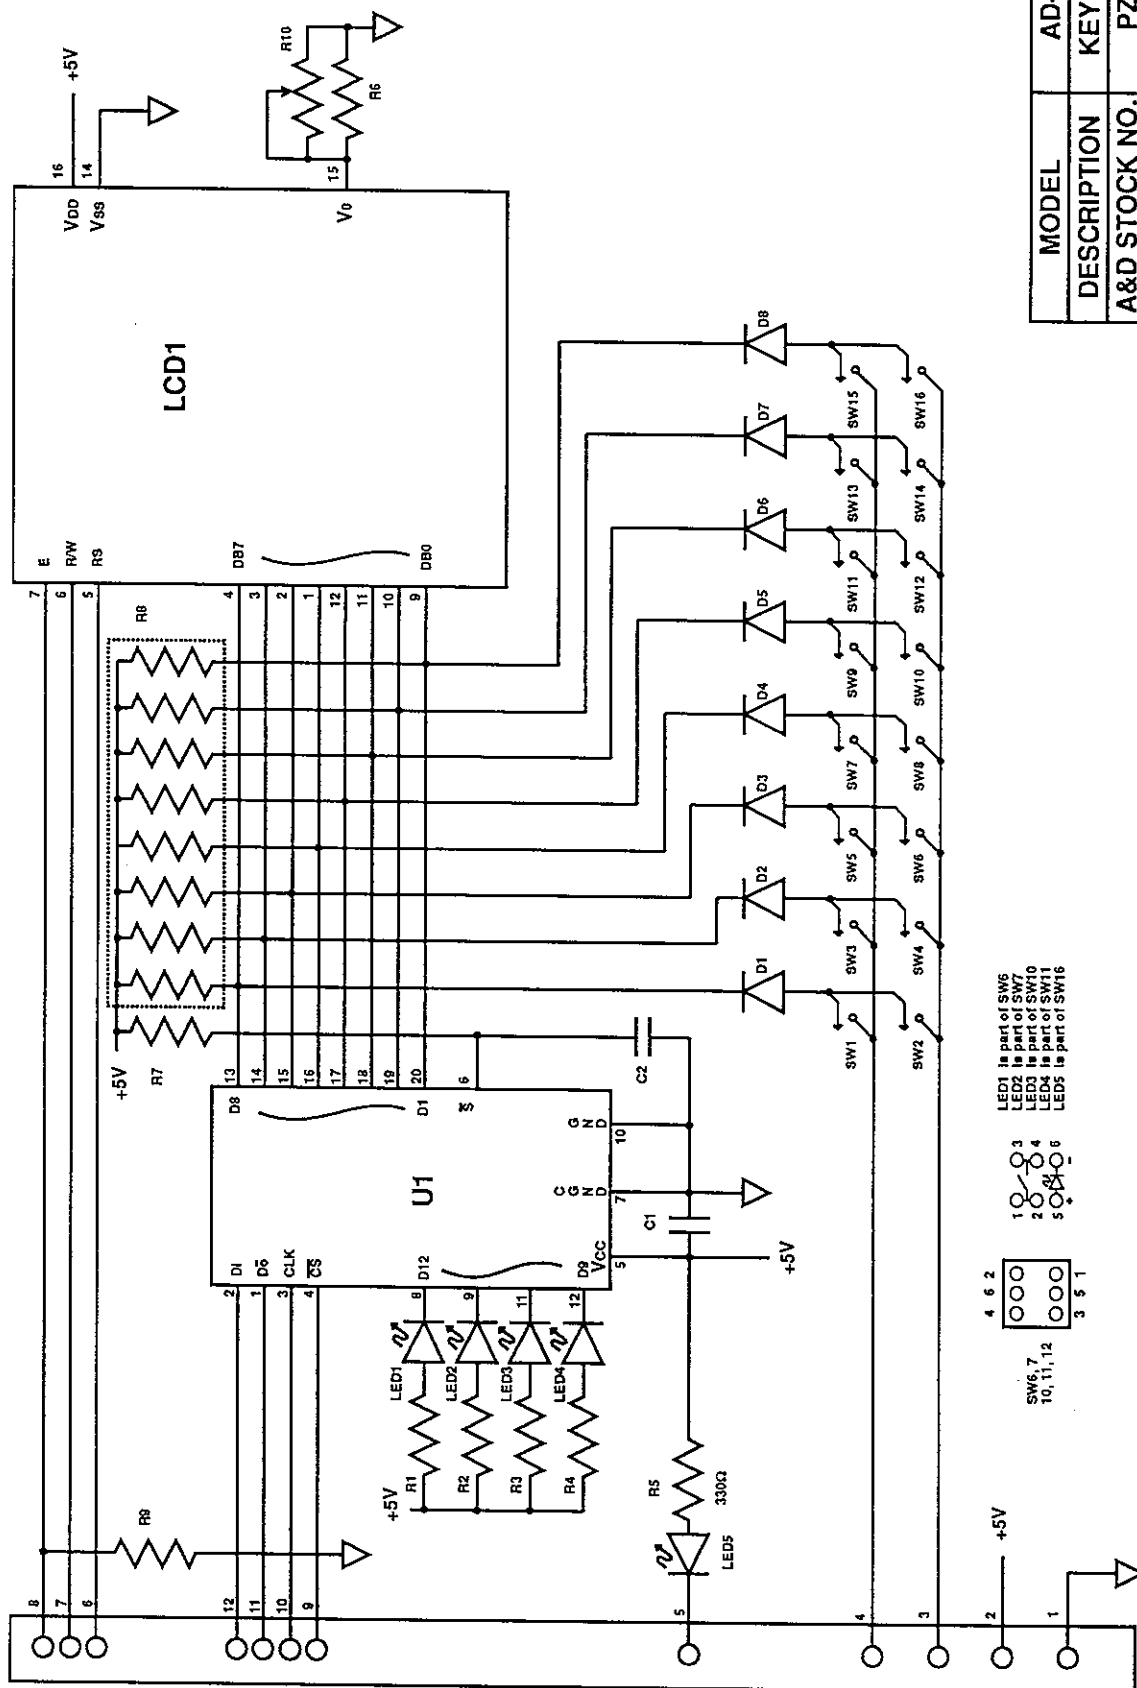 LCD1
E
R/W
RS
DB7
DB0
VDD
VSS
V0
7
6
5
4
3
2
1
12
11
10
9
16
14
15
+5V
R10
R6
R8
R7
+5V
U1
D8
D1
DI
CLK
CS
D12
D9
VCC
C
G
N
D
G
N
D
13
14
15
16
17
18
19
20
6
2
1
3
4
8
9
11
12
5
7
10
C1
C2
+5V
LED1
LED2
LED3
LED4
R1
R2
R3
R4
+5V
R5
330Ω
LED5
R9
D1
D2
D3
D4
D5
D6
D7
D8
SW1
SW3
SW5
SW7
SW9
SW11
SW13
SW15
SW2
SW4
SW6
SW8
SW10
SW12
SW14
SW16
8
7
6
12
11
10
9
5
4
3
2
1
+5V
SW6, 7
10, 11, 12
4 6 2
3 5 1
1
3
2
4
5
6
+
-
LED1 is part of SW6
LED2 is part of SW7
LED3 is part of SW10
LED4 is part of SW11
LED5 is part of SW16
MODEL AD-
DESCRIPTION KEY
A&D STOCK NO. PZ